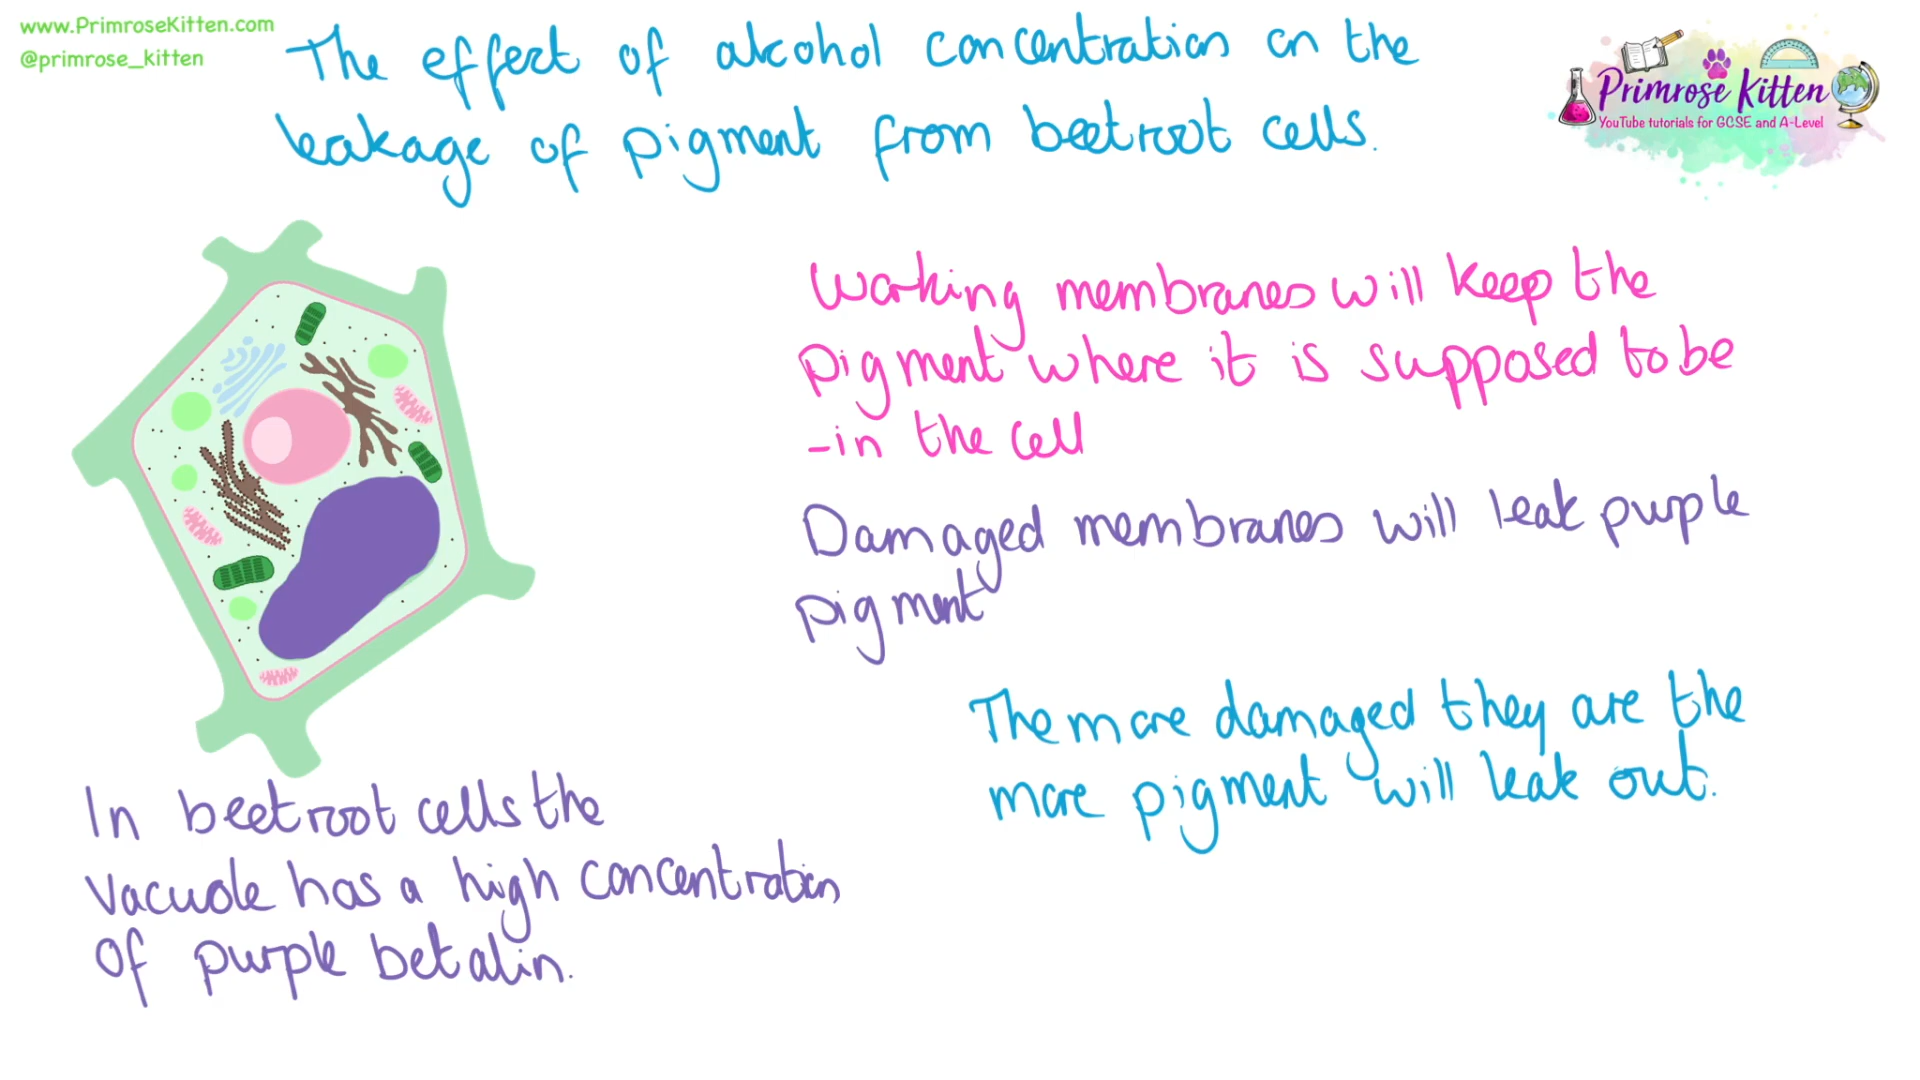 www.PrimroseKitten.com
@primrose_kitten
The effect of alcohol concentration on the
leakage of pigment from beetroot cells.
Primrose Kitten
YouTube tutorials for GCSE and A-Level
Working membranes will keep the
pigment where it is supposed to be
-in the cell
Damaged membranes will leak purple
pigment
The more damaged they are the
more pigment will leak out.
In beetroot cells the
vacuole has a high concentration
of purple betalin.